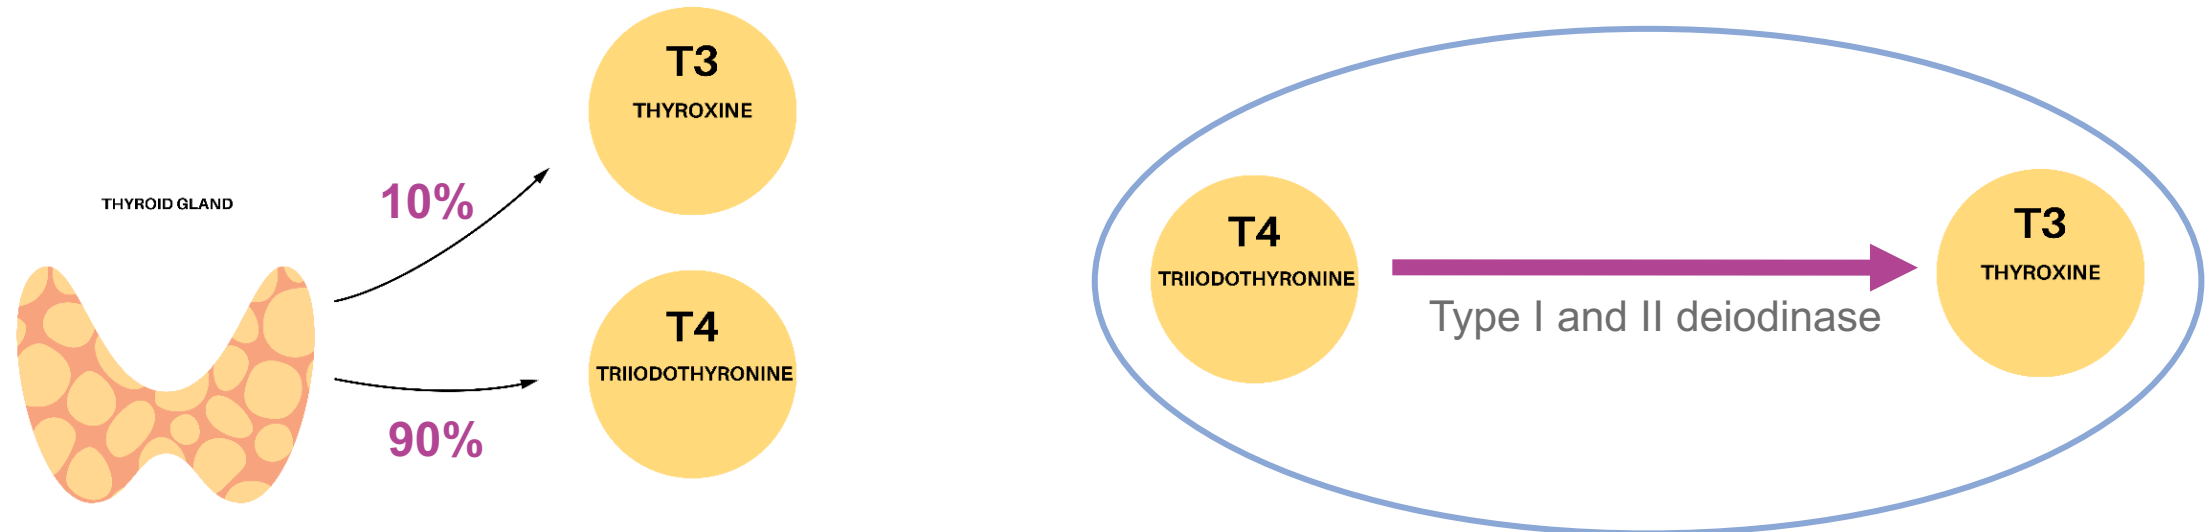 THYROID GLAND
10%
90%
T3
THYROXINE
T4
TRIIODOTHYRONINE
T4
TRIIODOTHYRONINE
Type I and II deiodinase
T3
THYROXINE